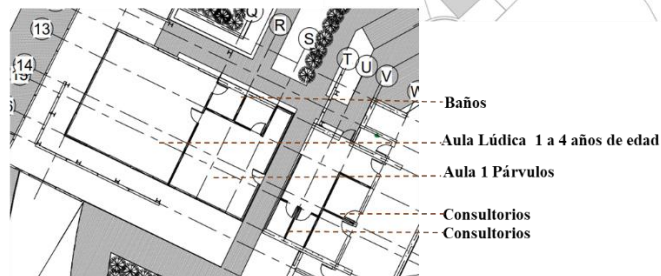 Q
R
S
T
U
V
13
14
Baños
Aula Lúdica 1 a 4 años de edad
Aula 1 Párvulos
Consultorios
Consultorios